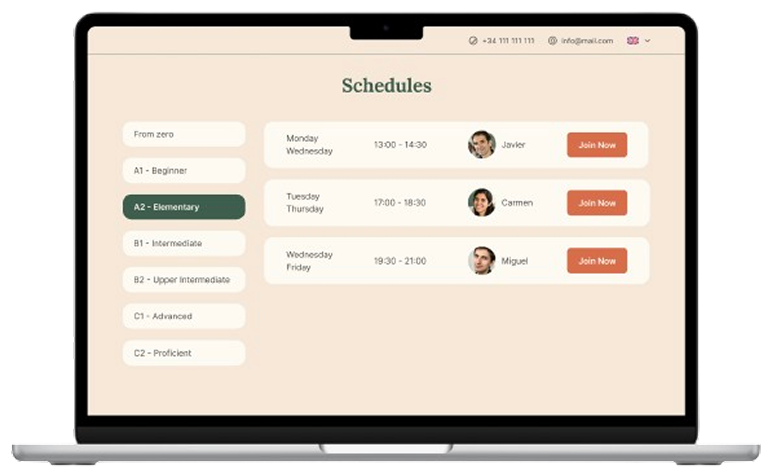 +34 111 111 111 info@mail.com
Schedules
From zero
A1 - Beginner
A2 - Elementary
B1 - Intermediate
B2 - Upper Intermediate
C1 - Advanced
C2 - Proficient
Monday
Wednesday
13:00 - 14:30
Javier
Join Now
Tuesday
Thursday
17:00 - 18:30
Carmen
Join Now
Wednesday
Friday
19:30 - 21:00
Miguel
Join Now